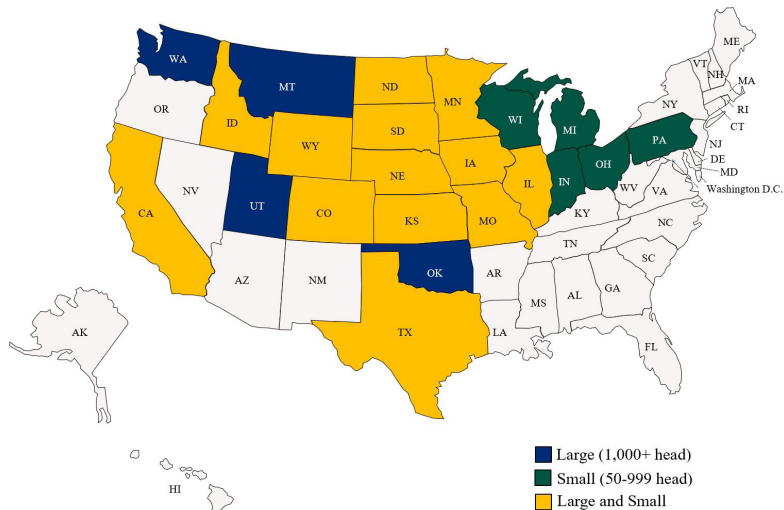 WA
ME
VT
NH
MT
ND
MN
OR
MA
ID
WI
NY
SD
RI
MI
CT
WY
PA
NJ
IA
NE
OH
DE
NV
IL
IN
MD
UT
WV
Washington D.C.
VA
CO
CA
KS
MO
KY
NC
TN
OK
AR
SC
AZ
NM
MS
AL
GA
AK
TX
LA
FL
Large (1,000+ head)
Small (50-999 head)
HI
Large and Small